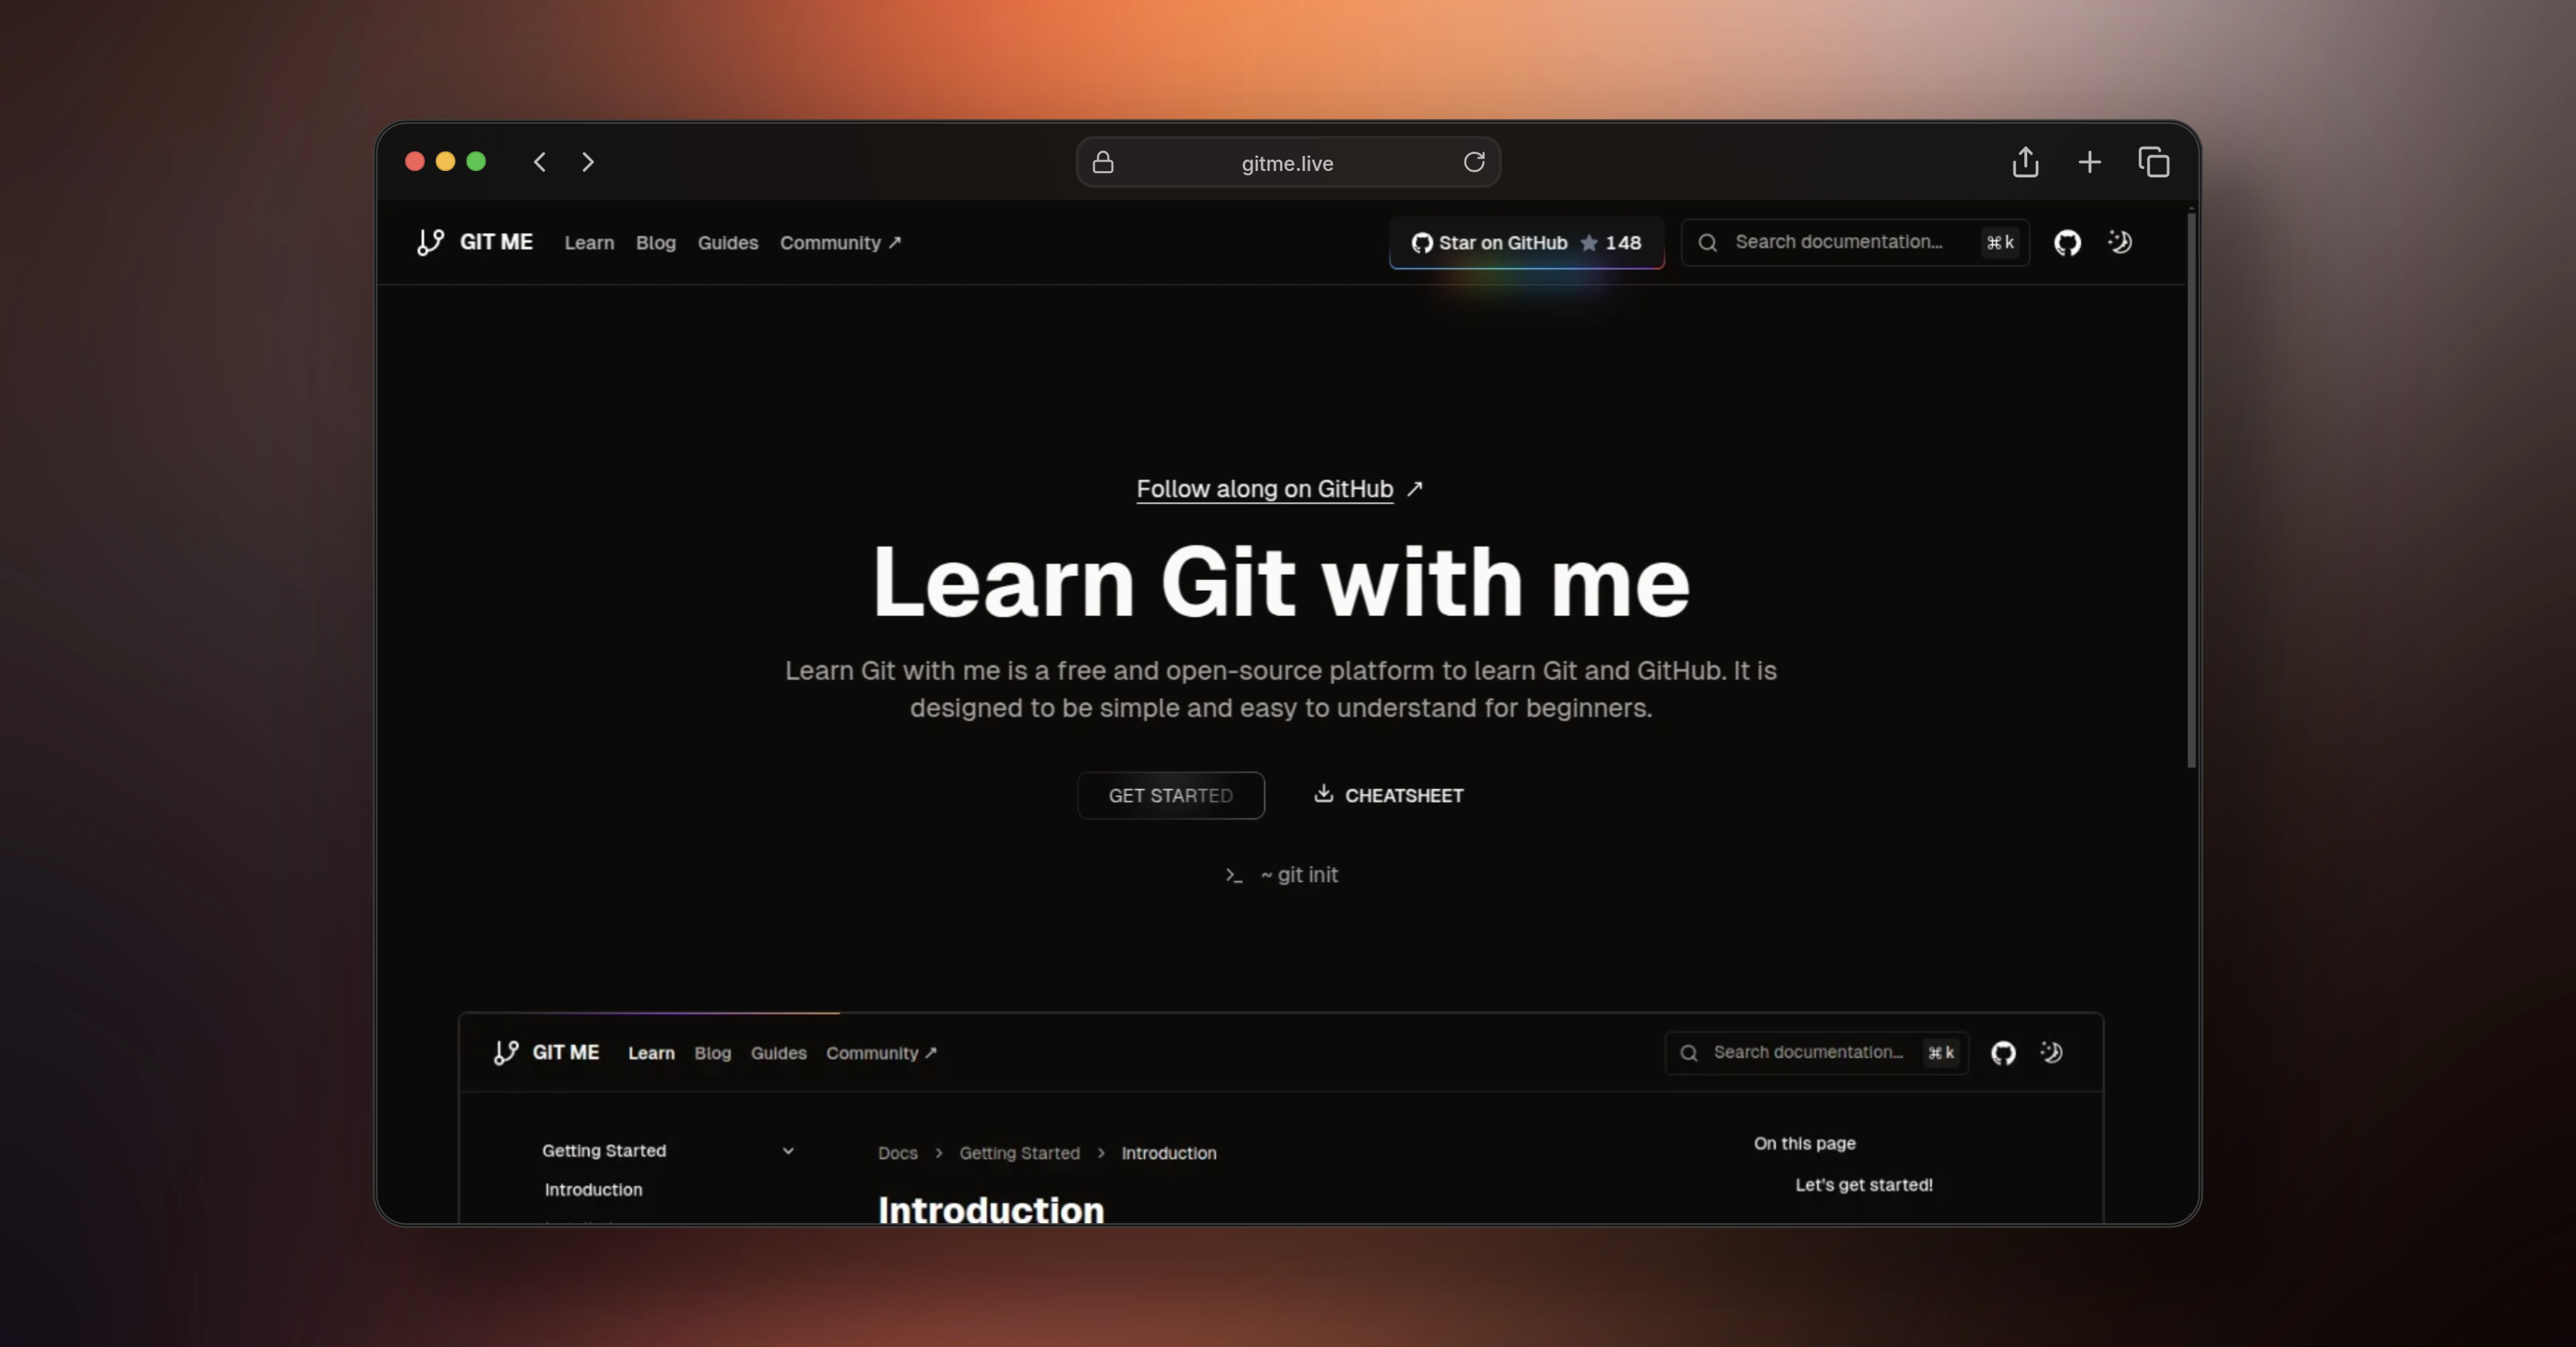 gitme.live
GIT ME Learn Blog Guides Community ↗ Star on GitHub ★ 148 Search documentation... ⌘k
Follow along on GitHub ↗
Learn Git with me
Learn Git with me is a free and open-source platform to learn Git and GitHub. It is
designed to be simple and easy to understand for beginners.
GET STARTED CHEATSHEET
>_ ~ git init
GIT ME Learn Blog Guides Community ↗ Search documentation... ⌘k
Getting Started
Introduction
Docs > Getting Started > Introduction
Introduction
On this page
Let's get started!